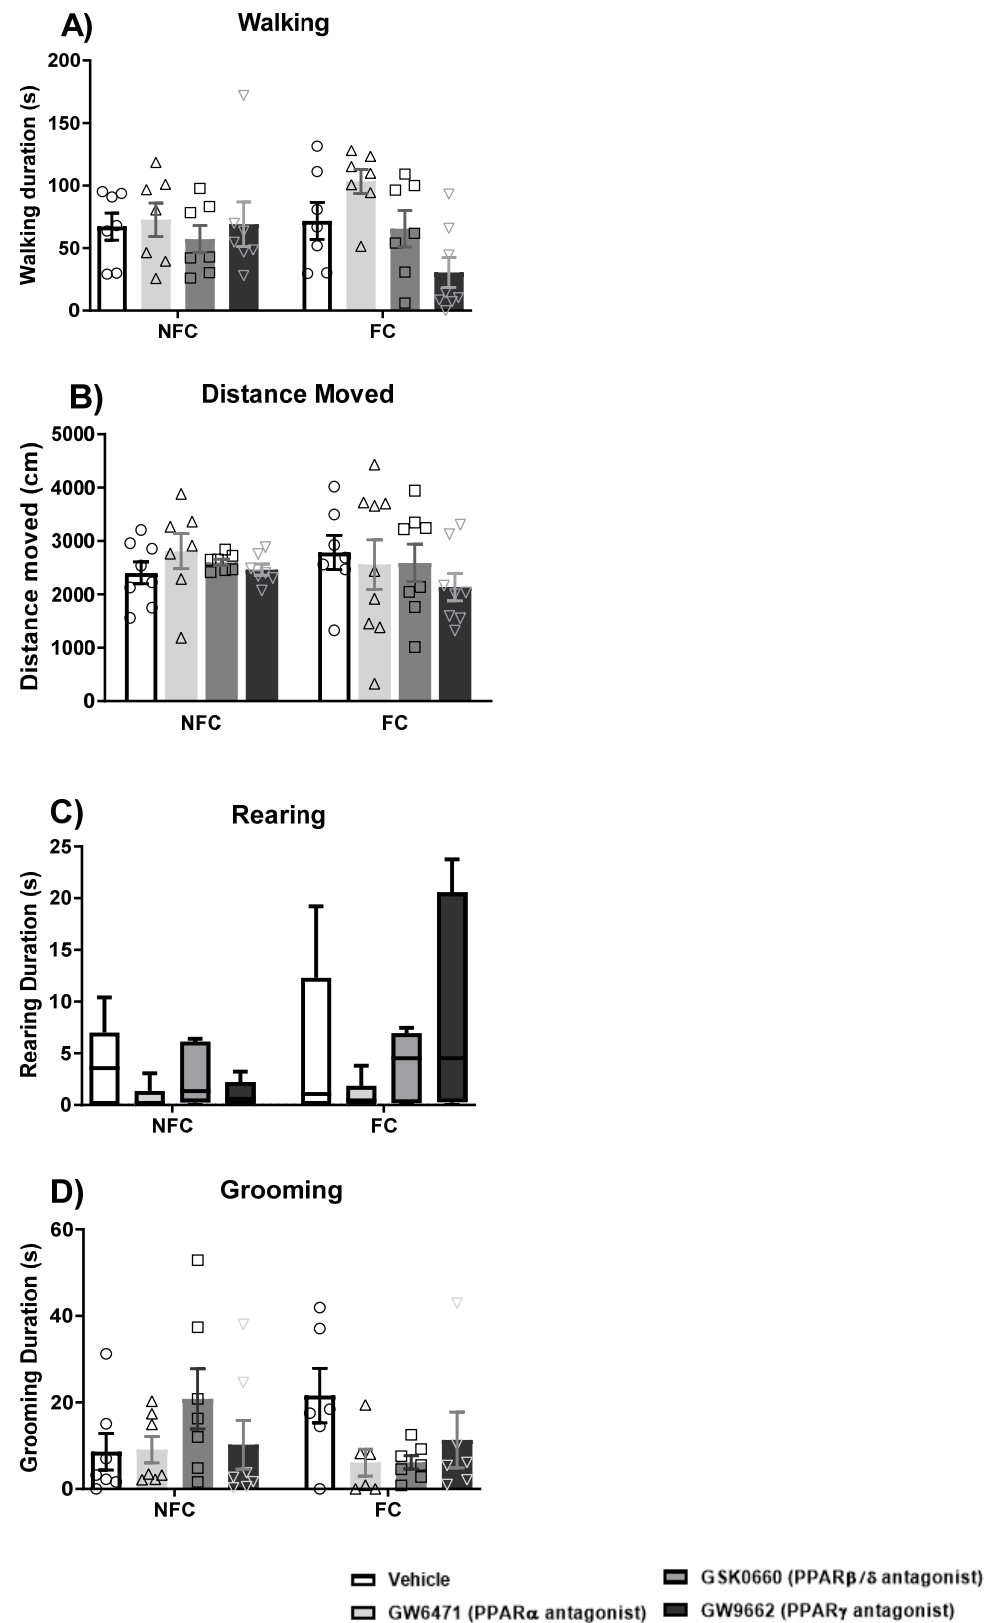 A)
Walking
Walking duration (s)
200
150
100
50
0
NFC
FC
B)
Distance Moved
Distance moved (cm)
5000
4000
3000
2000
1000
0
NFC
FC
C)
Rearing
Rearing Duration (s)
25
20
15
10
5
0
NFC
FC
D)
Grooming
Grooming Duration (s)
60
40
20
0
NFC
FC
Vehicle
GW6471 (PPARα antagonist)
GSK0660 (PPARβ/δ antagonist)
GW9662 (PPARγ antagonist)